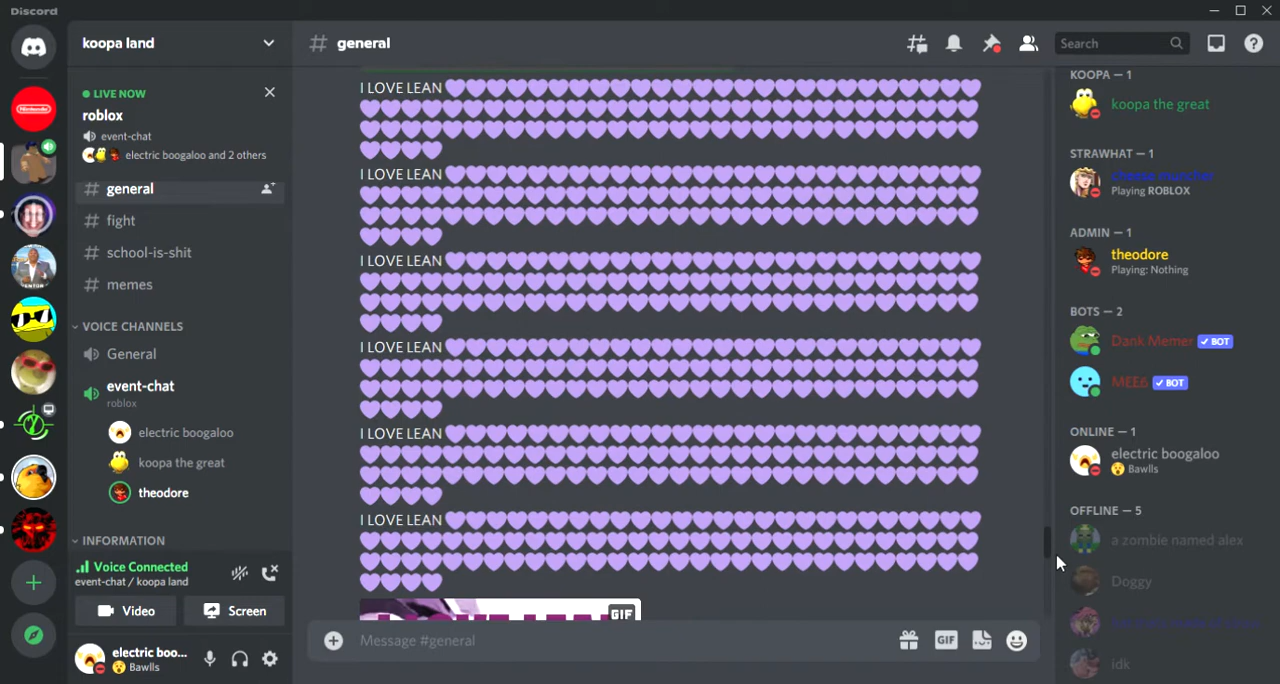 Discord
koopa land
LIVE NOW
roblox
event-chat
electric boogaloo and 2 others
# general
# fight
# school-is-shit
# memes
VOICE CHANNELS
General
event-chat
roblox
electric boogaloo
koopa the great
theodore
INFORMATION
Voice Connected
event-chat / koopa land
Video
Screen
electric boo...
😮 Bawlls
Nintendo
# general
Search
I LOVE LEAN 💜💜💜💜💜💜💜💜💜💜💜💜💜💜💜💜💜💜💜💜💜💜💜💜💜💜
I LOVE LEAN
I LOVE LEAN
I LOVE LEAN
I LOVE LEAN
I LOVE LEAN
GIF
Message #general
GIF
KOOPA — 1
koopa the great
STRAWHAT — 1
Playing ROBLOX
ADMIN — 1
theodore
Playing: Nothing
BOTS — 2
Dank Memer ✓ BOT
MEE6 ✓ BOT
ONLINE — 1
electric boogaloo
😮 Bawlls
OFFLINE — 5
a zombie named alex
Doggy
idk